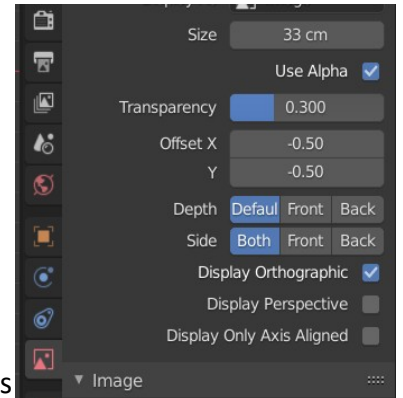 Size 33 cm
Use Alpha
Transparency 0.300
Offset X -0.50
Y -0.50
Depth Defaul Front Back
Side Both Front Back
Display Orthographic
Display Perspective
Display Only Axis Aligned
s
Image